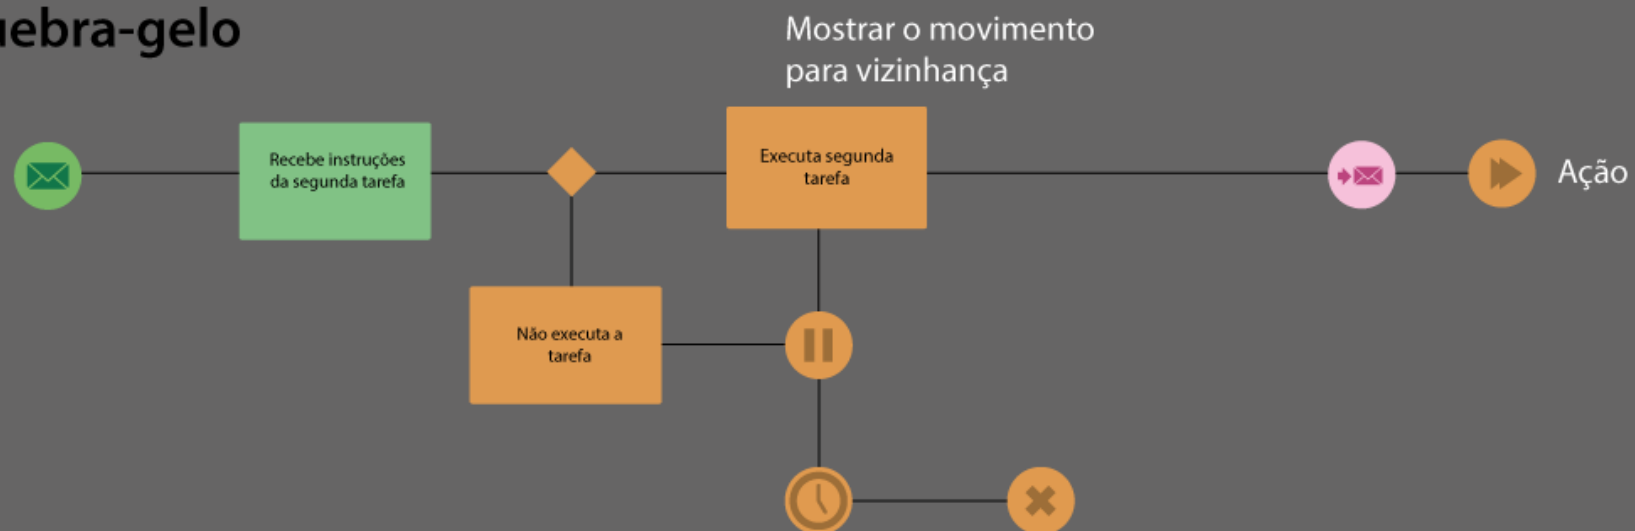 uebra-gelo
Mostrar o movimento
para vizinhança
Recebe instruções
da segunda tarefa
Executa segunda
tarefa
Ação
Não executa a
tarefa